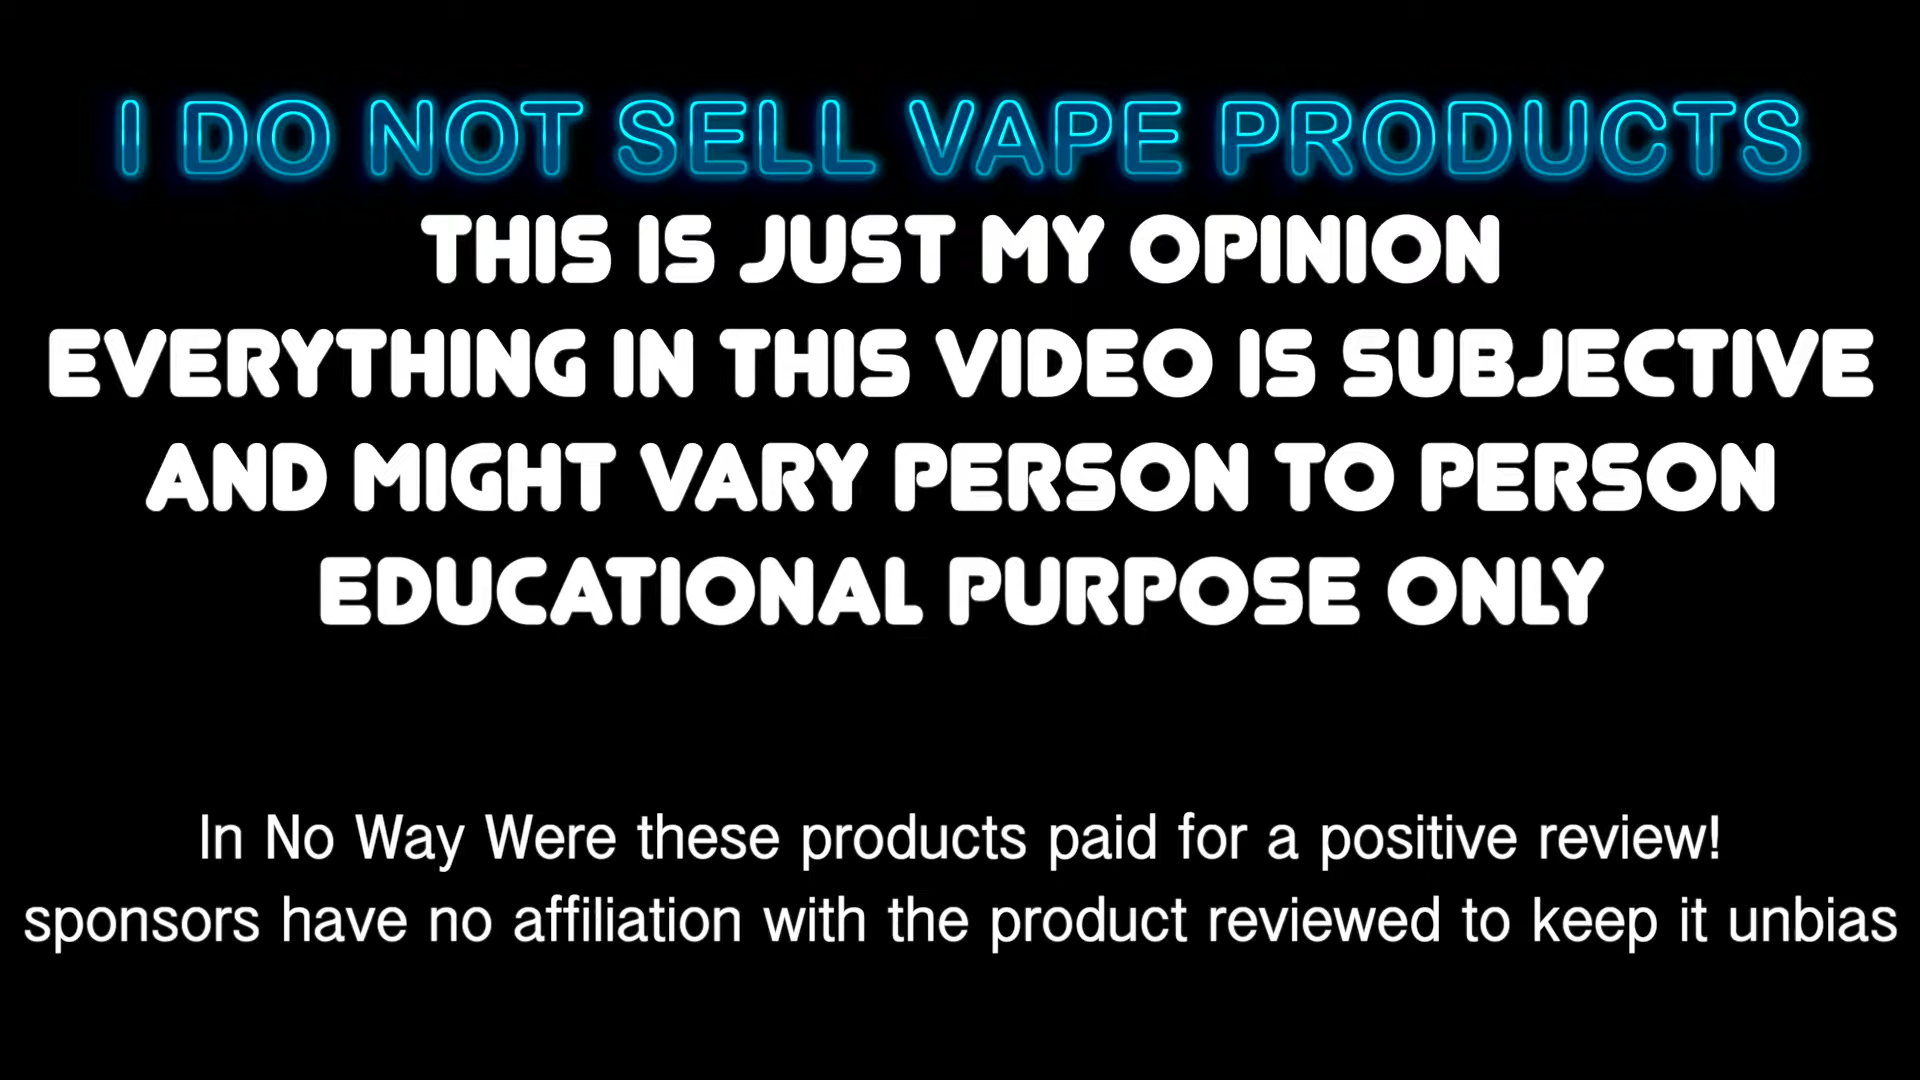 I DO NOT SELL VAPE PRODUCTS
THIS IS JUST MY OPINION
EVERYTHING IN THIS VIDEO IS SUBJECTIVE
AND MIGHT VARY PERSON TO PERSON
EDUCATIONAL PURPOSE ONLY
In No Way Were these products paid for a positive review!
sponsors have no affiliation with the product reviewed to keep it unbias